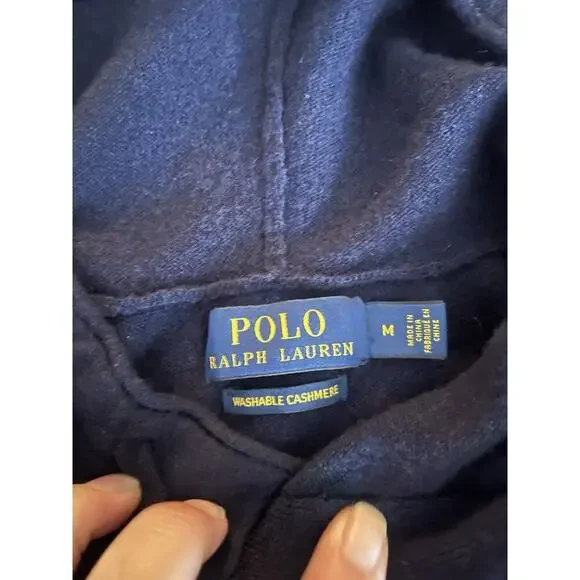 POLO
RALPH LAUREN
WASHABLE CASHMERE
M
MADE IN
CHINA
FABRIQUÉ EN
CHINE